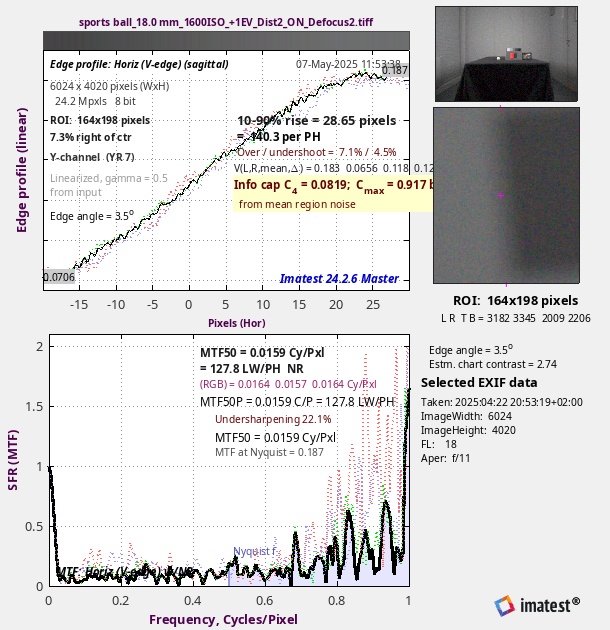 sports ball_18.0 mm_1600ISO_+1EV_Dist2_ON_Defocus2.tiff
Edge profile: Horiz (V-edge) (sagittal)
07-May-2025 11:53:38
0.187
6024 x 4020 pixels (WxH)
24.2 Mpxls 8 bit
ROI: 164x198 pixels
7.3% right of ctr
Y-channel (YR 7)
Linearized, gamma = 0.5
from input
Edge angle = 3.5°
10-90% rise = 28.65 pixels
= 140.3 per PH
Over / undershoot = 7.1% / 4.5%
V(L,R,mean,△) = 0.183 0.0656 0.118 0.12
Info cap C4 = 0.0819; Cmax = 0.917 b
from mean region noise
0.0706
Imatest 24.2.6 Master
Edge profile (linear)
-15 -10 -5 0 5 10 15 20 25
Pixels (Hor)
ROI: 164x198 pixels
L R T B = 3182 3345 2009 2206
Edge angle = 3.5°
Estm. chart contrast = 2.74
Selected EXIF data
Taken: 2025:04:22 20:53:19+02:00
ImageWidth: 6024
ImageHeight: 4020
FL: 18
Aper: f/11
MTF50 = 0.0159 Cy/Pxl
= 127.8 LW/PH NR
(RGB) = 0.0164 0.0157 0.0164 Cy/Pxl
MTF50P = 0.0159 C/P = 127.8 LW/PH
Undersharpening 22.1%
MTF50 = 0.0159 Cy/Pxl
MTF at Nyquist = 0.187
2
1.5
1
0.5
0
SFR (MTF)
Nyquist f
MTF: Horiz (V-edge) W/NR
0 0.2 0.4 0.6 0.8 1
Frequency, Cycles/Pixel
imatest®